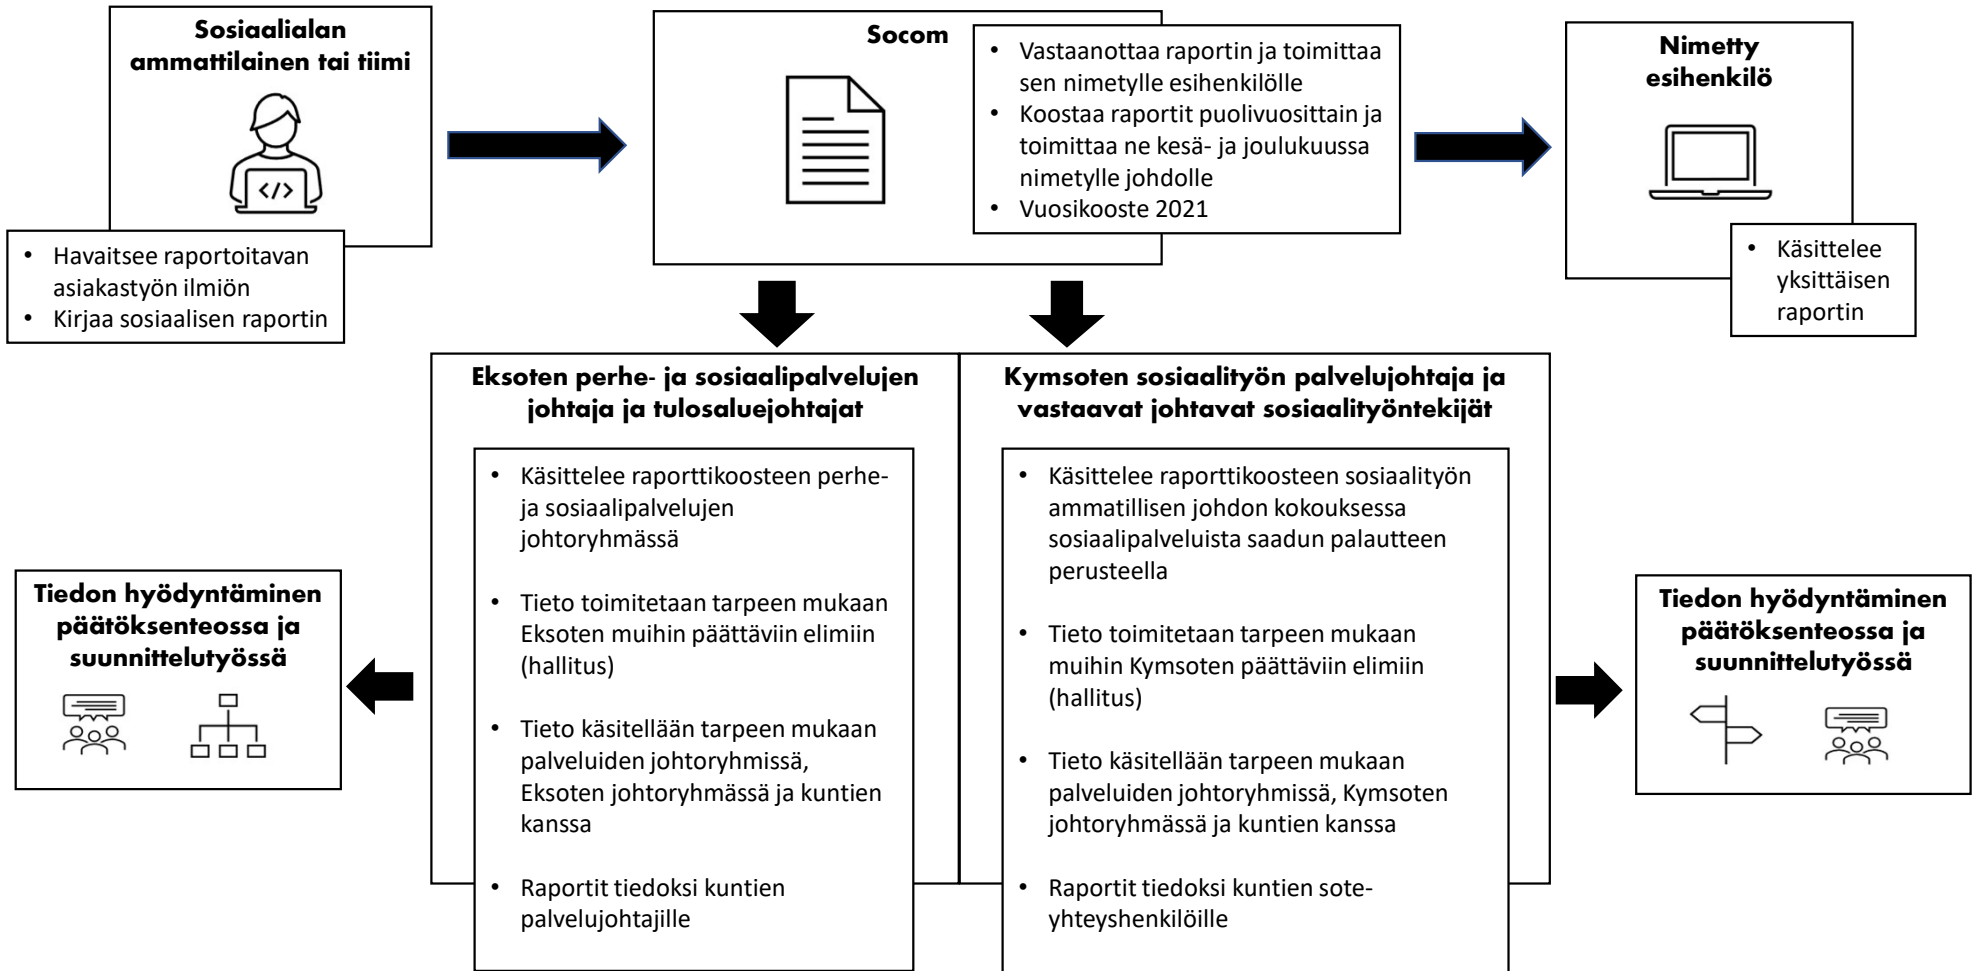 Sosiaalialan
ammattilainen tai tiimi
</>
• Havaitsee raportoitavan
asiakastyön ilmiön
• Kirjaa sosiaalisen raportin
Socom
• Vastaanottaa raportin ja toimittaa
sen nimetylle esihenkilölle
• Koostaa raportit puolivuosittain ja
toimittaa ne kesä- ja joulukuussa
nimetylle johdolle
• Vuosikooste 2021
Nimetty
esihenkilö
• Käsittelee
yksittäisen
raportin
Eksoten perhe- ja sosiaalipalvelujen
johtaja ja tulosaluejohtajat
• Käsittelee raporttikoosteen perhe-
ja sosiaalipalvelujen
johtoryhmässä
• Tieto toimitetaan tarpeen mukaan
Eksoten muihin päättäviin elimiin
(hallitus)
• Tieto käsitellään tarpeen mukaan
palveluiden johtoryhmissä,
Eksoten johtoryhmässä ja kuntien
kanssa
• Raportit tiedoksi kuntien
palvelujohtajille
Kymsoten sosiaalityön palvelujohtaja ja
vastaavat johtavat sosiaalityöntekijät
• Käsittelee raporttikoosteen sosiaalityön
ammatillisen johdon kokouksessa
sosiaalipalveluista saadun palautteen
perusteella
• Tieto toimitetaan tarpeen mukaan
muihin Kymsoten päättäviin elimiin
(hallitus)
• Tieto käsitellään tarpeen mukaan
palveluiden johtoryhmissä, Kymsoten
johtoryhmässä ja kuntien kanssa
• Raportit tiedoksi kuntien sote-
yhteyshenkilöille
Tiedon hyödyntäminen
päätöksenteossa ja
suunnittelutyössä
Tiedon hyödyntäminen
päätöksenteossa ja
suunnittelutyössä